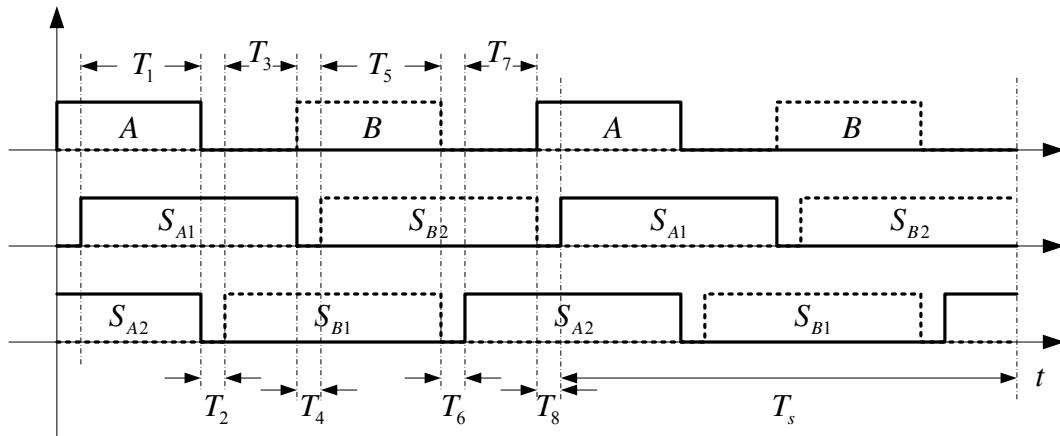 T1 T3 T5 T7
A B A B
SA1 SB2 SA1 SB2
SA2 SB1 SA2 SB1
T2 T4 T6 T8 Ts t